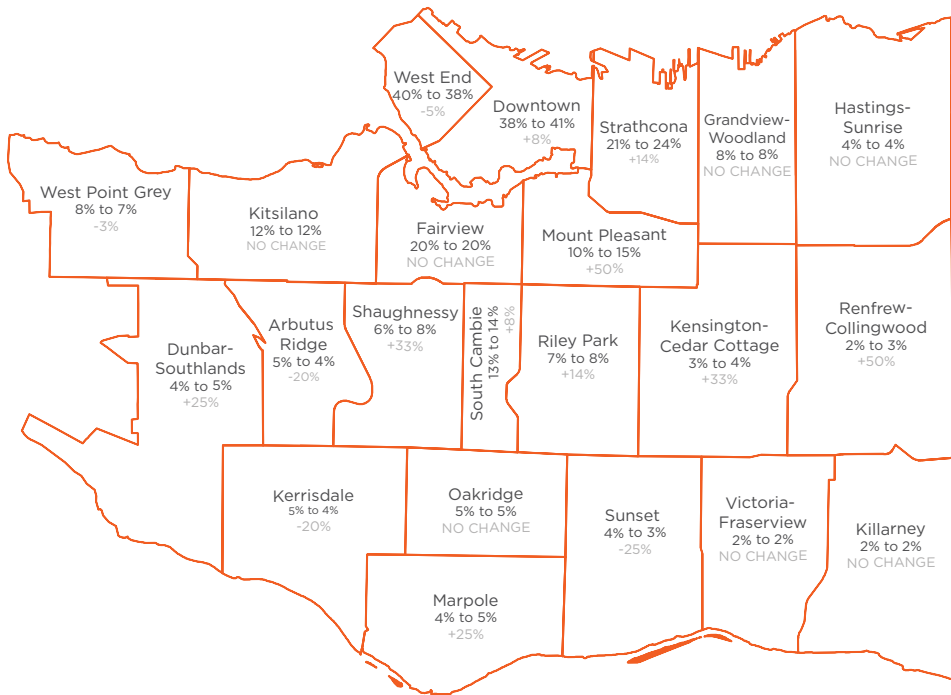 West End
40% to 38%
-5%
Downtown
38% to 41%
+8%
Strathcona
21% to 24%
+14%
Grandview-
Woodland
8% to 8%
NO CHANGE
Hastings-
Sunrise
4% to 4%
NO CHANGE
West Point Grey
8% to 7%
-3%
Kitsilano
12% to 12%
NO CHANGE
Fairview
20% to 20%
NO CHANGE
Mount Pleasant
10% to 15%
+50%
Dunbar-
Southlands
4% to 5%
+25%
Arbutus
Ridge
5% to 4%
-20%
Shaughnessy
6% to 8%
+33%
South Cambie
13% to 14%
+8%
Riley Park
7% to 8%
+14%
Kensington-
Cedar Cottage
3% to 4%
+33%
Renfrew-
Collingwood
2% to 3%
+50%
Kerrisdale
5% to 4%
-20%
Oakridge
5% to 5%
NO CHANGE
Marpole
4% to 5%
+25%
Sunset
4% to 3%
-25%
Victoria-
Fraserview
2% to 2%
NO CHANGE
Killarney
2% to 2%
NO CHANGE